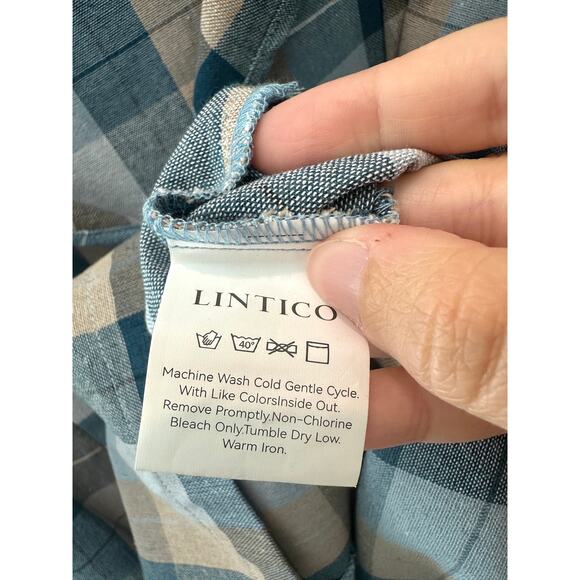 LINTICO
40°
Machine Wash Cold Gentle Cycle.
With Like ColorsInside Out.
Remove Promptly.Non-Chlorine
Bleach Only.Tumble Dry Low.
Warm Iron.